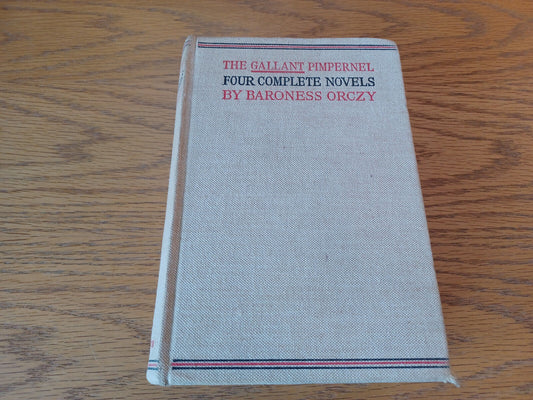 THE GALLANT PIMPERNEL
FOUR COMPLETE NOVELS
BY BARONESS ORCZY